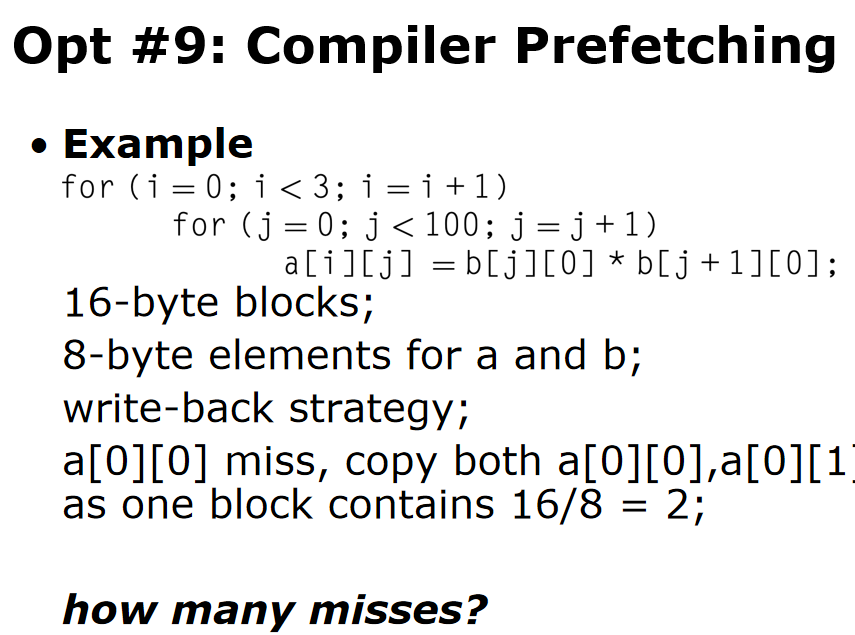 Opt #9: Compiler Prefetching
• Example
for (i = 0; i < 3; i = i + 1)
for (j = 0; j < 100; j = j + 1)
a[i][j] = b[j][0] * b[j + 1][0];
16-byte blocks;
8-byte elements for a and b;
write-back strategy;
a[0][0] miss, copy both a[0][0],a[0][1]
as one block contains 16/8 = 2;
how many misses?